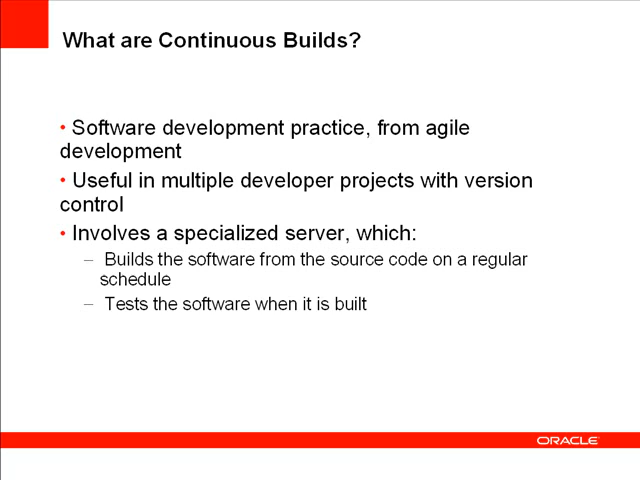 What are Continuous Builds?
• Software development practice, from agile
development
• Useful in multiple developer projects with version
control
• Involves a specialized server, which:
– Builds the software from the source code on a regular
schedule
– Tests the software when it is built
ORACLE